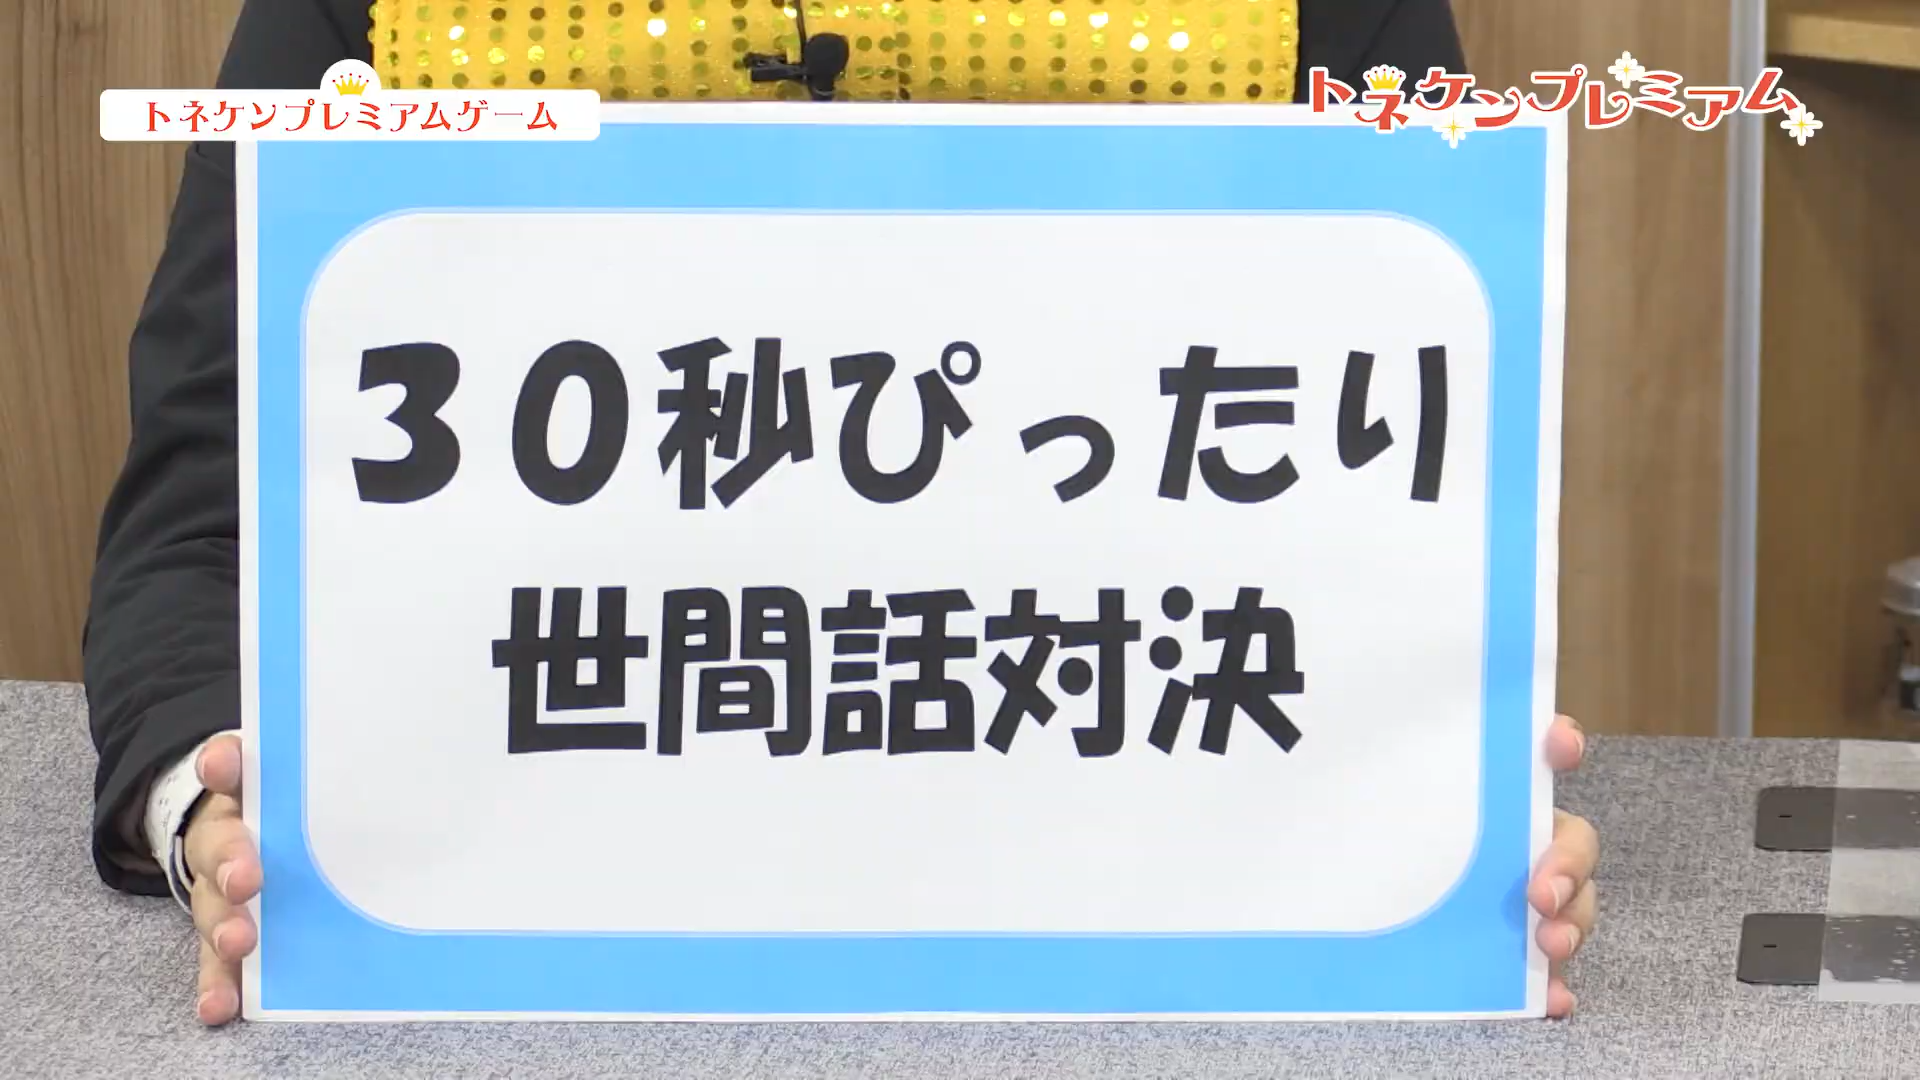 トネケンプレミアムゲーム
トネケンプレミアム
３０秒ぴったり
世間話対決